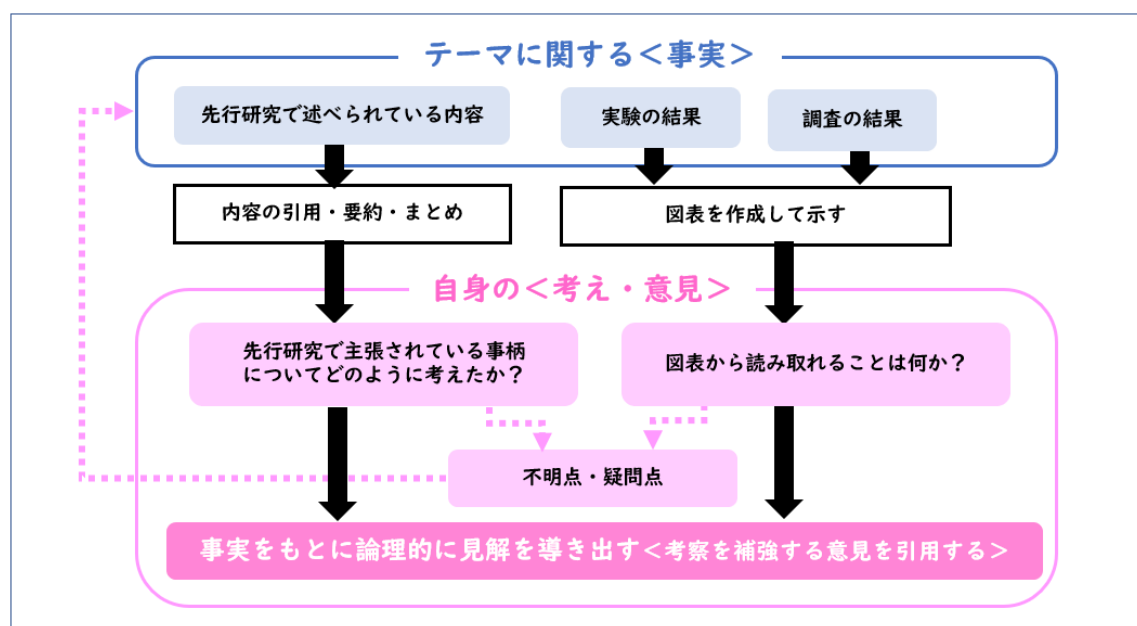 テーマに関する＜事実＞
先行研究で述べられている内容
実験の結果
調査の結果
内容の引用・要約・まとめ
図表を作成して示す
自身の＜考え・意見＞
先行研究で主張されている事柄
についてどのように考えたか？
図表から読み取れることは何か？
不明点・疑問点
事実をもとに論理的に見解を導き出す＜考察を補強する意見を引用する＞